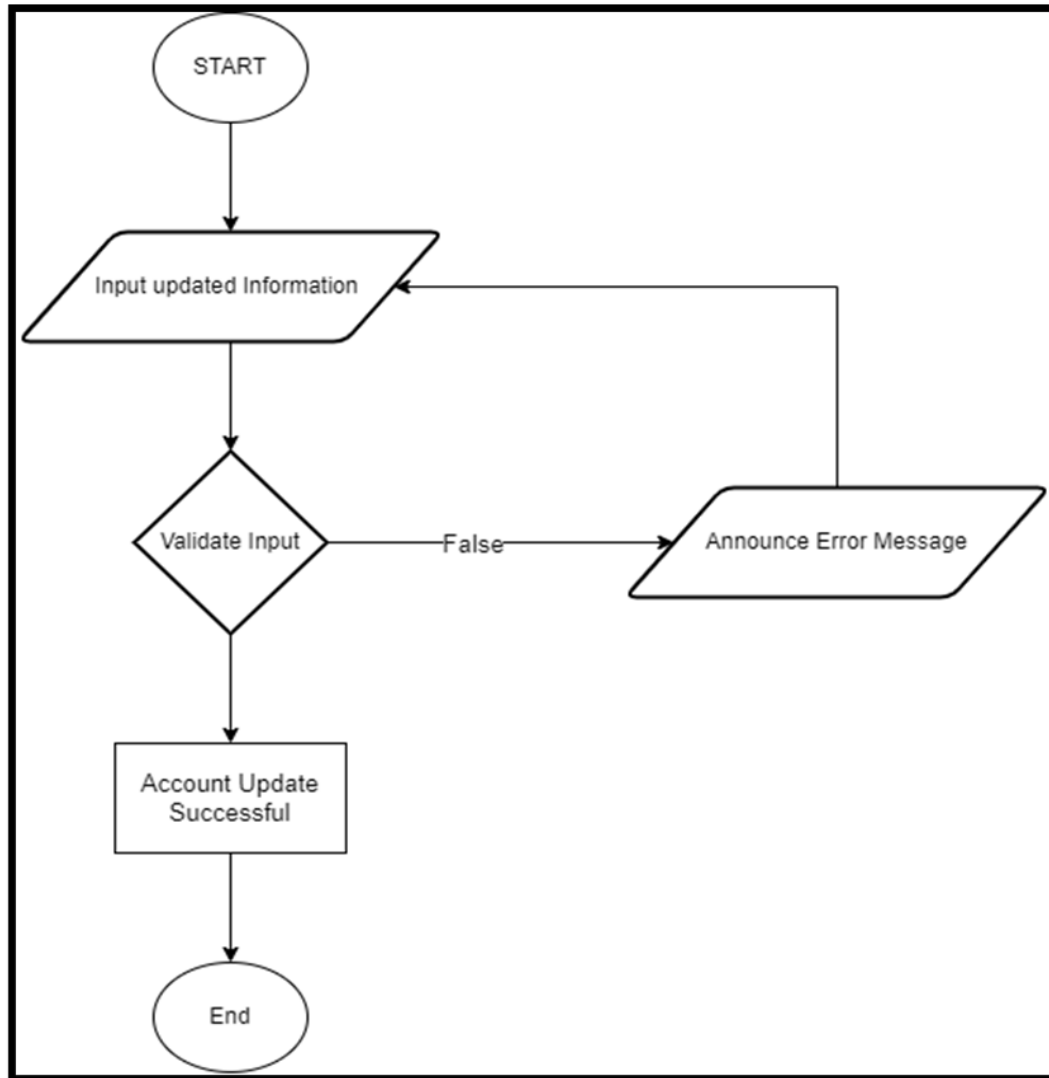 START
Input updated Information
Validate Input
False
Announce Error Message
Account Update
Successful
End